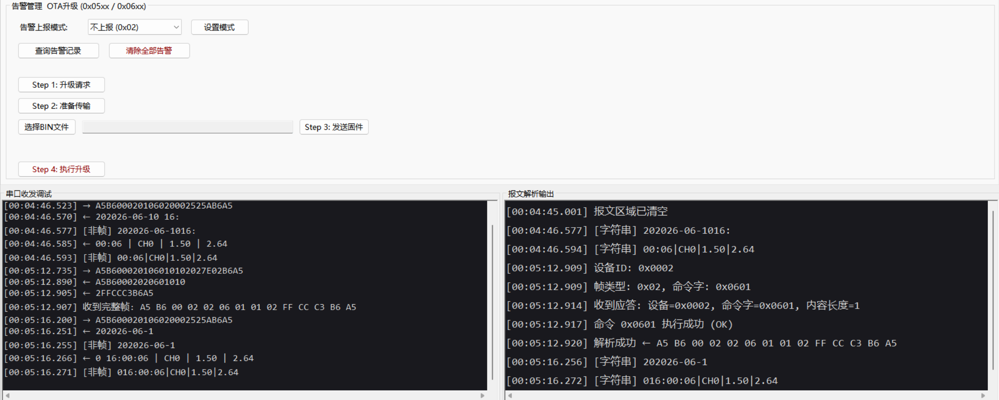 告警管理  OTA升级 (0x05xx / 0x06xx)
告警上报模式: 不上报 (0x02) 设置模式
查询告警记录 清除全部告警
Step 1: 升级请求
Step 2: 准备传输
选择BIN文件 Step 3: 发送固件
Step 4: 执行升级
串口收发调试
[00:04:46.523] → A5B600020106020002525AB6A5
[00:04:46.570] ← 202026-06-10 16:
[00:04:46.577] [非帧] 202026-06-1016:
[00:04:46.585] ← 00:06 | CH0 | 1.50 | 2.64
[00:04:46.593] [非帧] 00:06|CH0|1.50|2.64
[00:05:12.735] → A5B600020106010102027E02B6A5
[00:05:12.890] ← A5B60002020601010
[00:05:12.905] ← 2FFCCC3B6A5
[00:05:12.907] 收到完整帧: A5 B6 00 02 02 06 01 01 02 FF CC C3 B6 A5
[00:05:16.200] → A5B600020106020002525AB6A5
[00:05:16.251] ← 202026-06-1
[00:05:16.255] [非帧] 202026-06-1
[00:05:16.266] ← 0 16:00:06 | CH0 | 1.50 | 2.64
[00:05:16.271] [非帧] 016:00:06|CH0|1.50|2.64
报文解析输出
[00:04:45.001] 报文区域已清空
[00:04:46.577] [字符串] 202026-06-1016:
[00:04:46.594] [字符串] 00:06|CH0|1.50|2.64
[00:05:12.909] 设备ID: 0x0002
[00:05:12.909] 帧类型: 0x02, 命令字: 0x0601
[00:05:12.914] 收到应答: 设备=0x0002, 命令字=0x0601, 内容长度=1
[00:05:12.917] 命令 0x0601 执行成功 (OK)
[00:05:12.920] 解析成功 ← A5 B6 00 02 02 06 01 01 02 FF CC C3 B6 A5
[00:05:16.256] [字符串] 202026-06-1
[00:05:16.272] [字符串] 016:00:06|CH0|1.50|2.64